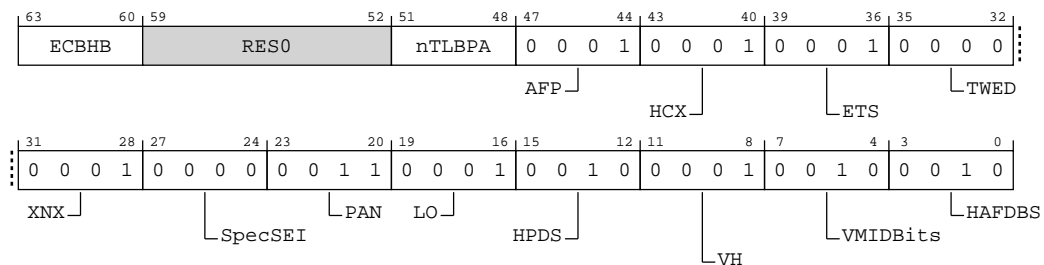 63 60 59 52 51 48 47 44 43 40 39 36 35 32
ECBHB RES0 nTLBPA 0 0 0 1 0 0 0 1 0 0 0 1 0 0 0 0
AFP TWED
HCX ETS
31 28 27 24 23 20 19 16 15 12 11 8 7 4 3 0
0 0 0 1 0 0 0 0 0 0 1 1 0 0 0 1 0 0 1 0 0 0 0 1 0 0 1 0 0 0 1 0
XNX PAN LO HAFDBS
SpecSEI HPDS VMIDBits
VH